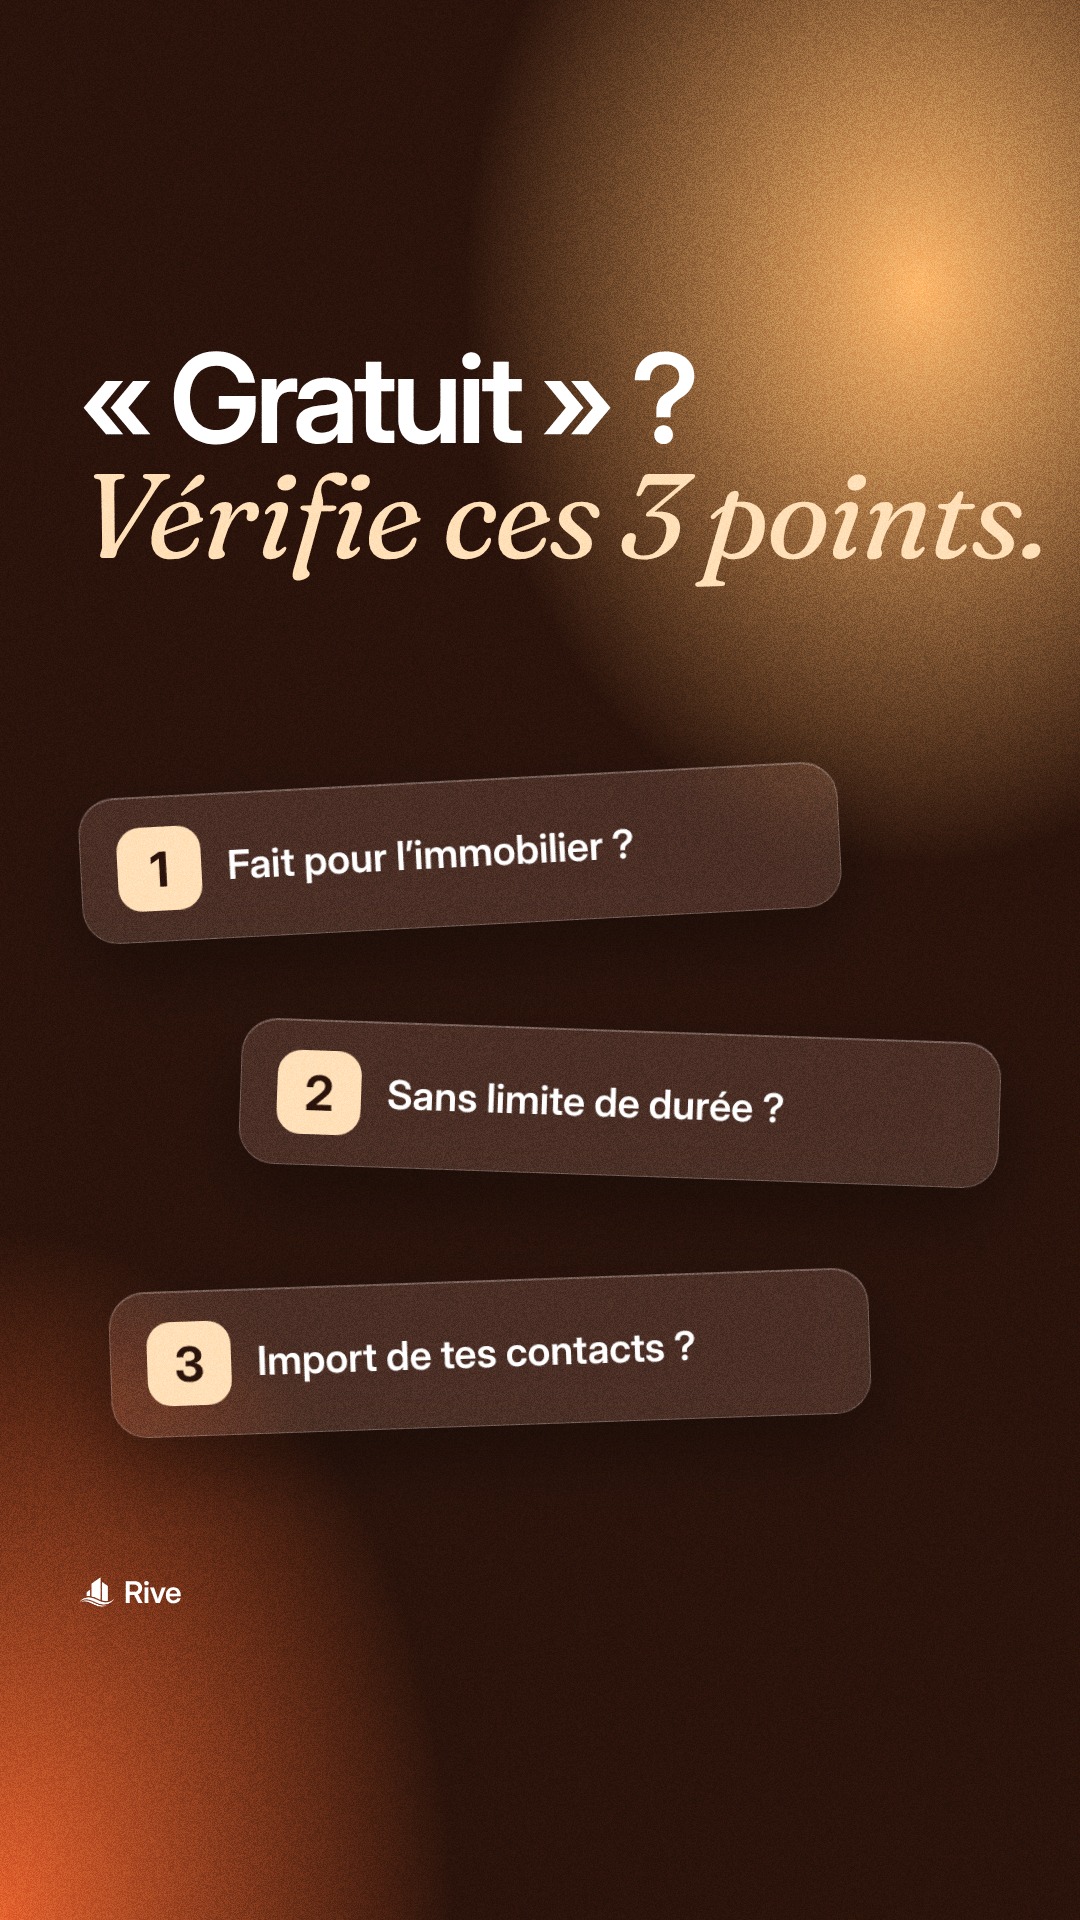 « Gratuit » ?
Vérifie ces 3 points.
1 Fait pour l’immobilier ?
2 Sans limite de durée ?
3 Import de tes contacts ?
Rive